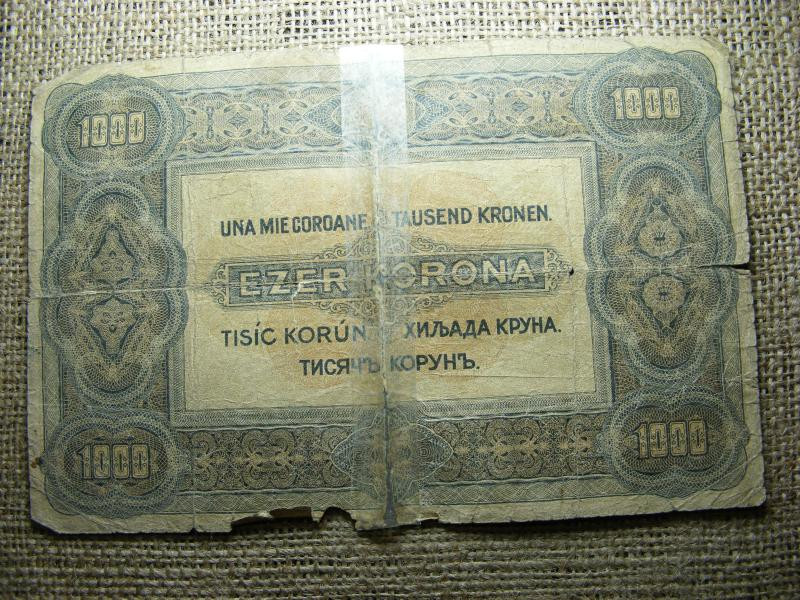 1000 1000
UNA MIE COROANE. TAUSEND KRONEN.
EZER KORONA
TISÍC KORÚN. ХИЉАДА КРУНА.
ТИСЯЧЪ КОРУНЪ.
1000 1000